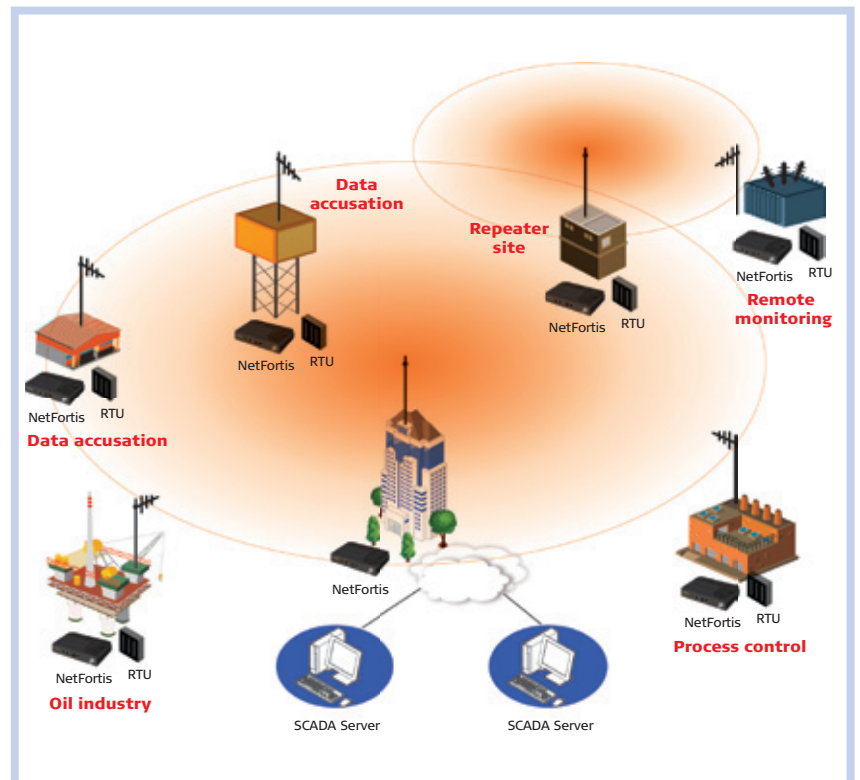 Data
accusation
Repeater
site
NetFortis
RTU
Remote
monitoring
NetFortis
RTU
NetFortis
RTU
NetFortis
RTU
Data accusation
NetFortis
NetFortis
RTU
Process control
NetFortis
RTU
Oil industry
SCADA Server
SCADA Server